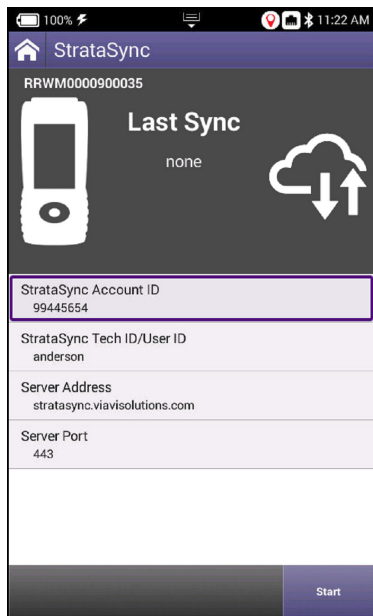 100% 11:22 AM
StrataSync
RRWM0000900035
Last Sync
none
StrataSync Account ID
99445654
StrataSync Tech ID/User ID
anderson
Server Address
stratasync.viavisolutions.com
Server Port
443
Start